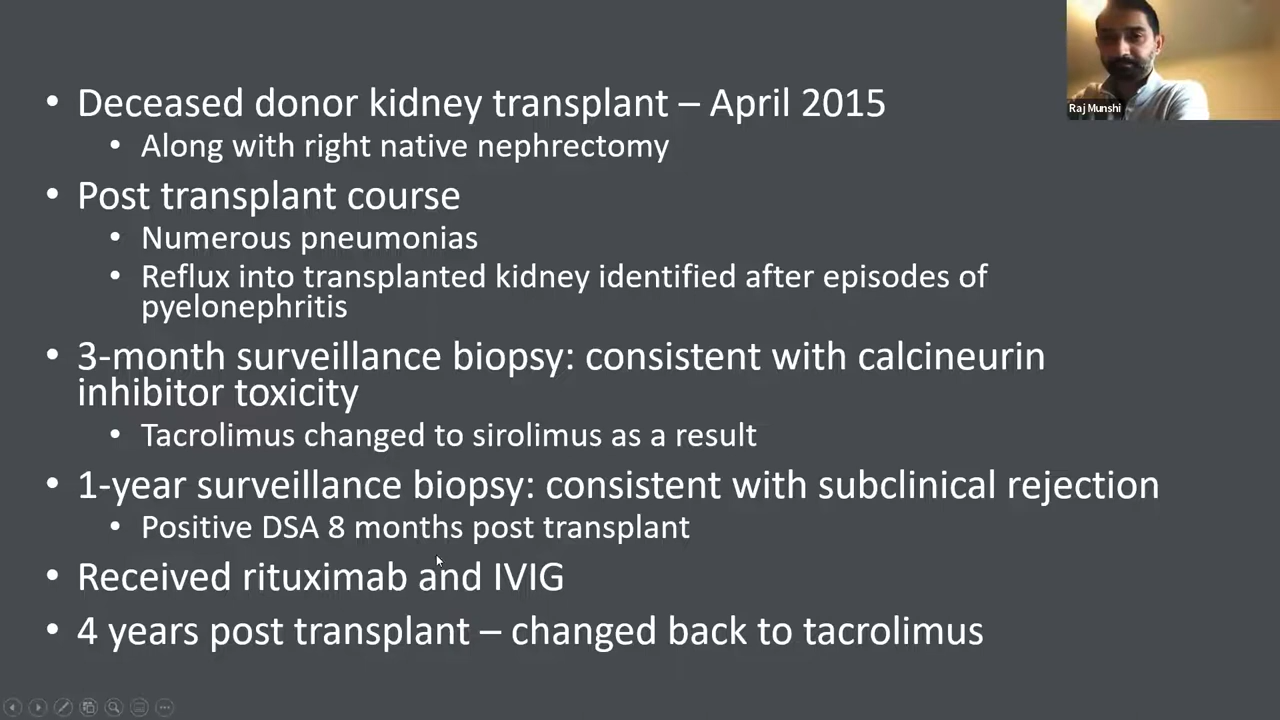 • Deceased donor kidney transplant – April 2015
• Along with right native nephrectomy
• Post transplant course
• Numerous pneumonias
• Reflux into transplanted kidney identified after episodes of
pyelonephritis
• 3-month surveillance biopsy: consistent with calcineurin
inhibitor toxicity
• Tacrolimus changed to sirolimus as a result
• 1-year surveillance biopsy: consistent with subclinical rejection
• Positive DSA 8 months post transplant
• Received rituximab and IVIG
• 4 years post transplant – changed back to tacrolimus
Raj Munshi